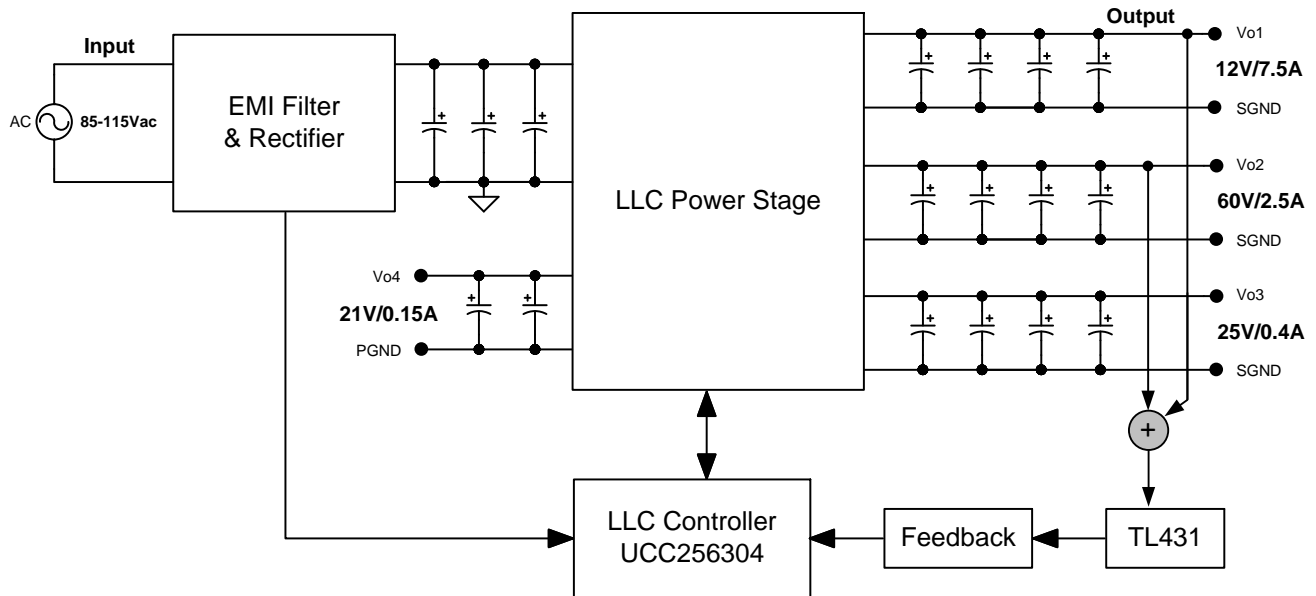 Input
AC
85-115Vac
EMI Filter
& Rectifier
LLC Power Stage
Output
Vo1
12V/7.5A
SGND
Vo2
60V/2.5A
SGND
Vo3
25V/0.4A
SGND
Vo4
21V/0.15A
PGND
+
LLC Controller
UCC256304
Feedback
TL431